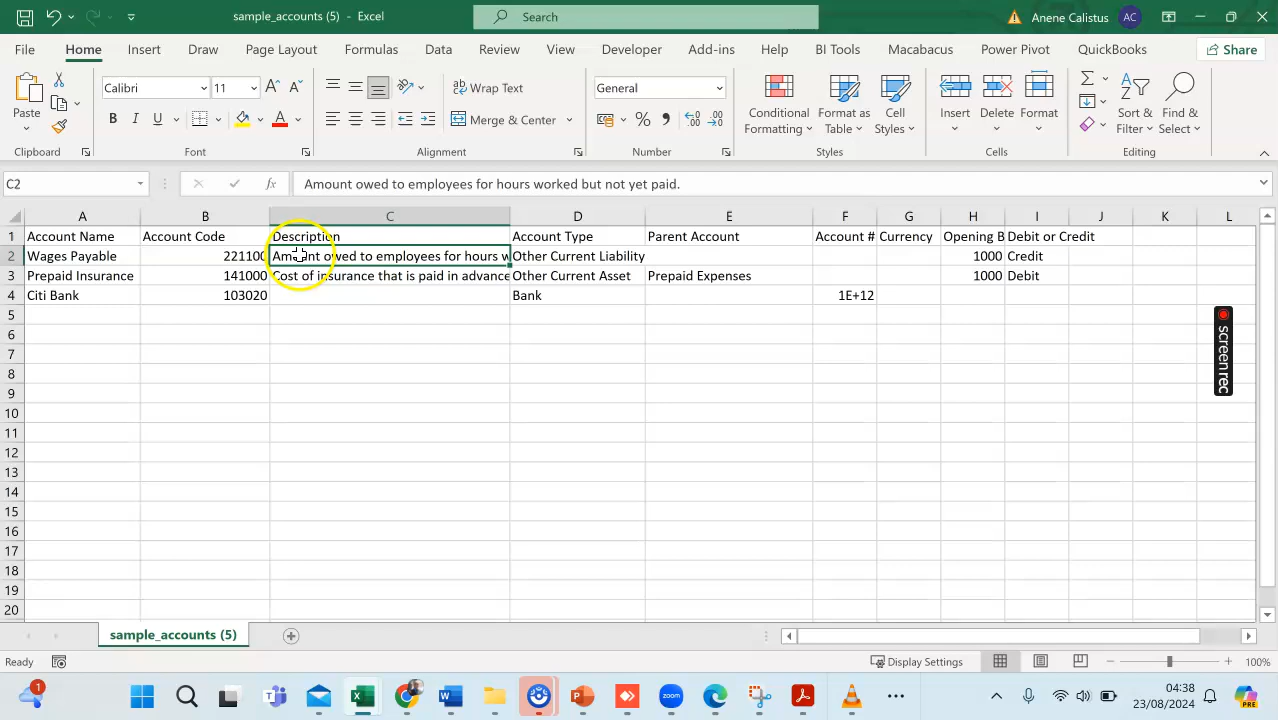 sample_accounts (5) - Excel
Search
Anene Calistus
AC
File Home Insert Draw Page Layout Formulas Data Review View Developer Add-ins Help BI Tools Macabacus Power Pivot QuickBooks Share
Paste
Clipboard
Calibri 11
B I U
Font
Wrap Text
Merge & Center
Alignment
General
Number
Conditional Formatting
Format as Table
Cell Styles
Styles
Insert Delete Format
Cells
Sort & Filter
Find & Select
Editing
C2 fx Amount owed to employees for hours worked but not yet paid.
A B C D E F G H I J K L
1 Account Name Account Code Description Account Type Parent Account Account # Currency Opening B Debit or Credit
2 Wages Payable 221100 Amount owed to employees for hours w Other Current Liability 1000 Credit
3 Prepaid Insurance 141000 Cost of insurance that is paid in advance Other Current Asset Prepaid Expenses 1000 Debit
4 Citi Bank 103020 Bank 1E+12
5
6
7
8
9
10
11
12
13
14
15
16
17
18
19
20
screenrec
sample_accounts (5)
Ready
Display Settings
100%
1
zoom
04:38
23/08/2024
PRE